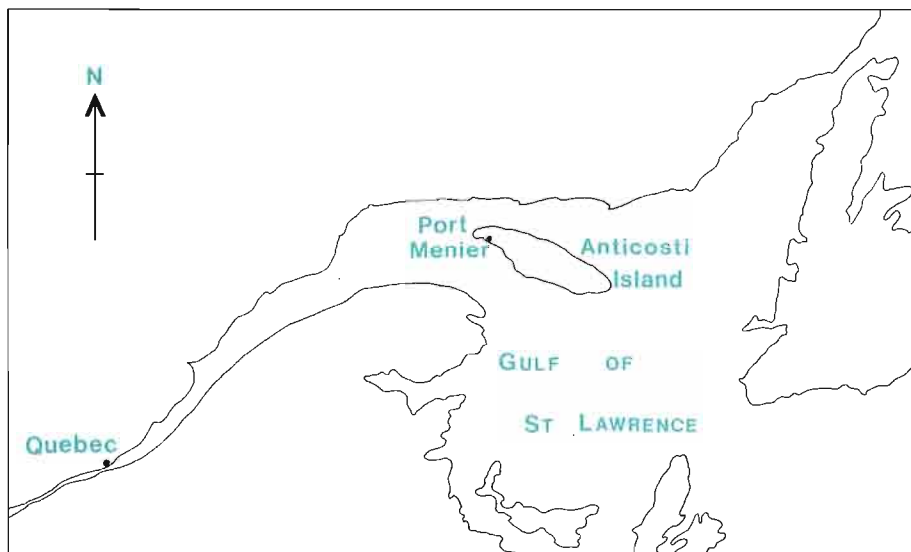 N
Port
Menier
Anticosti
Island
GULF OF
ST LAWRENCE
Quebec